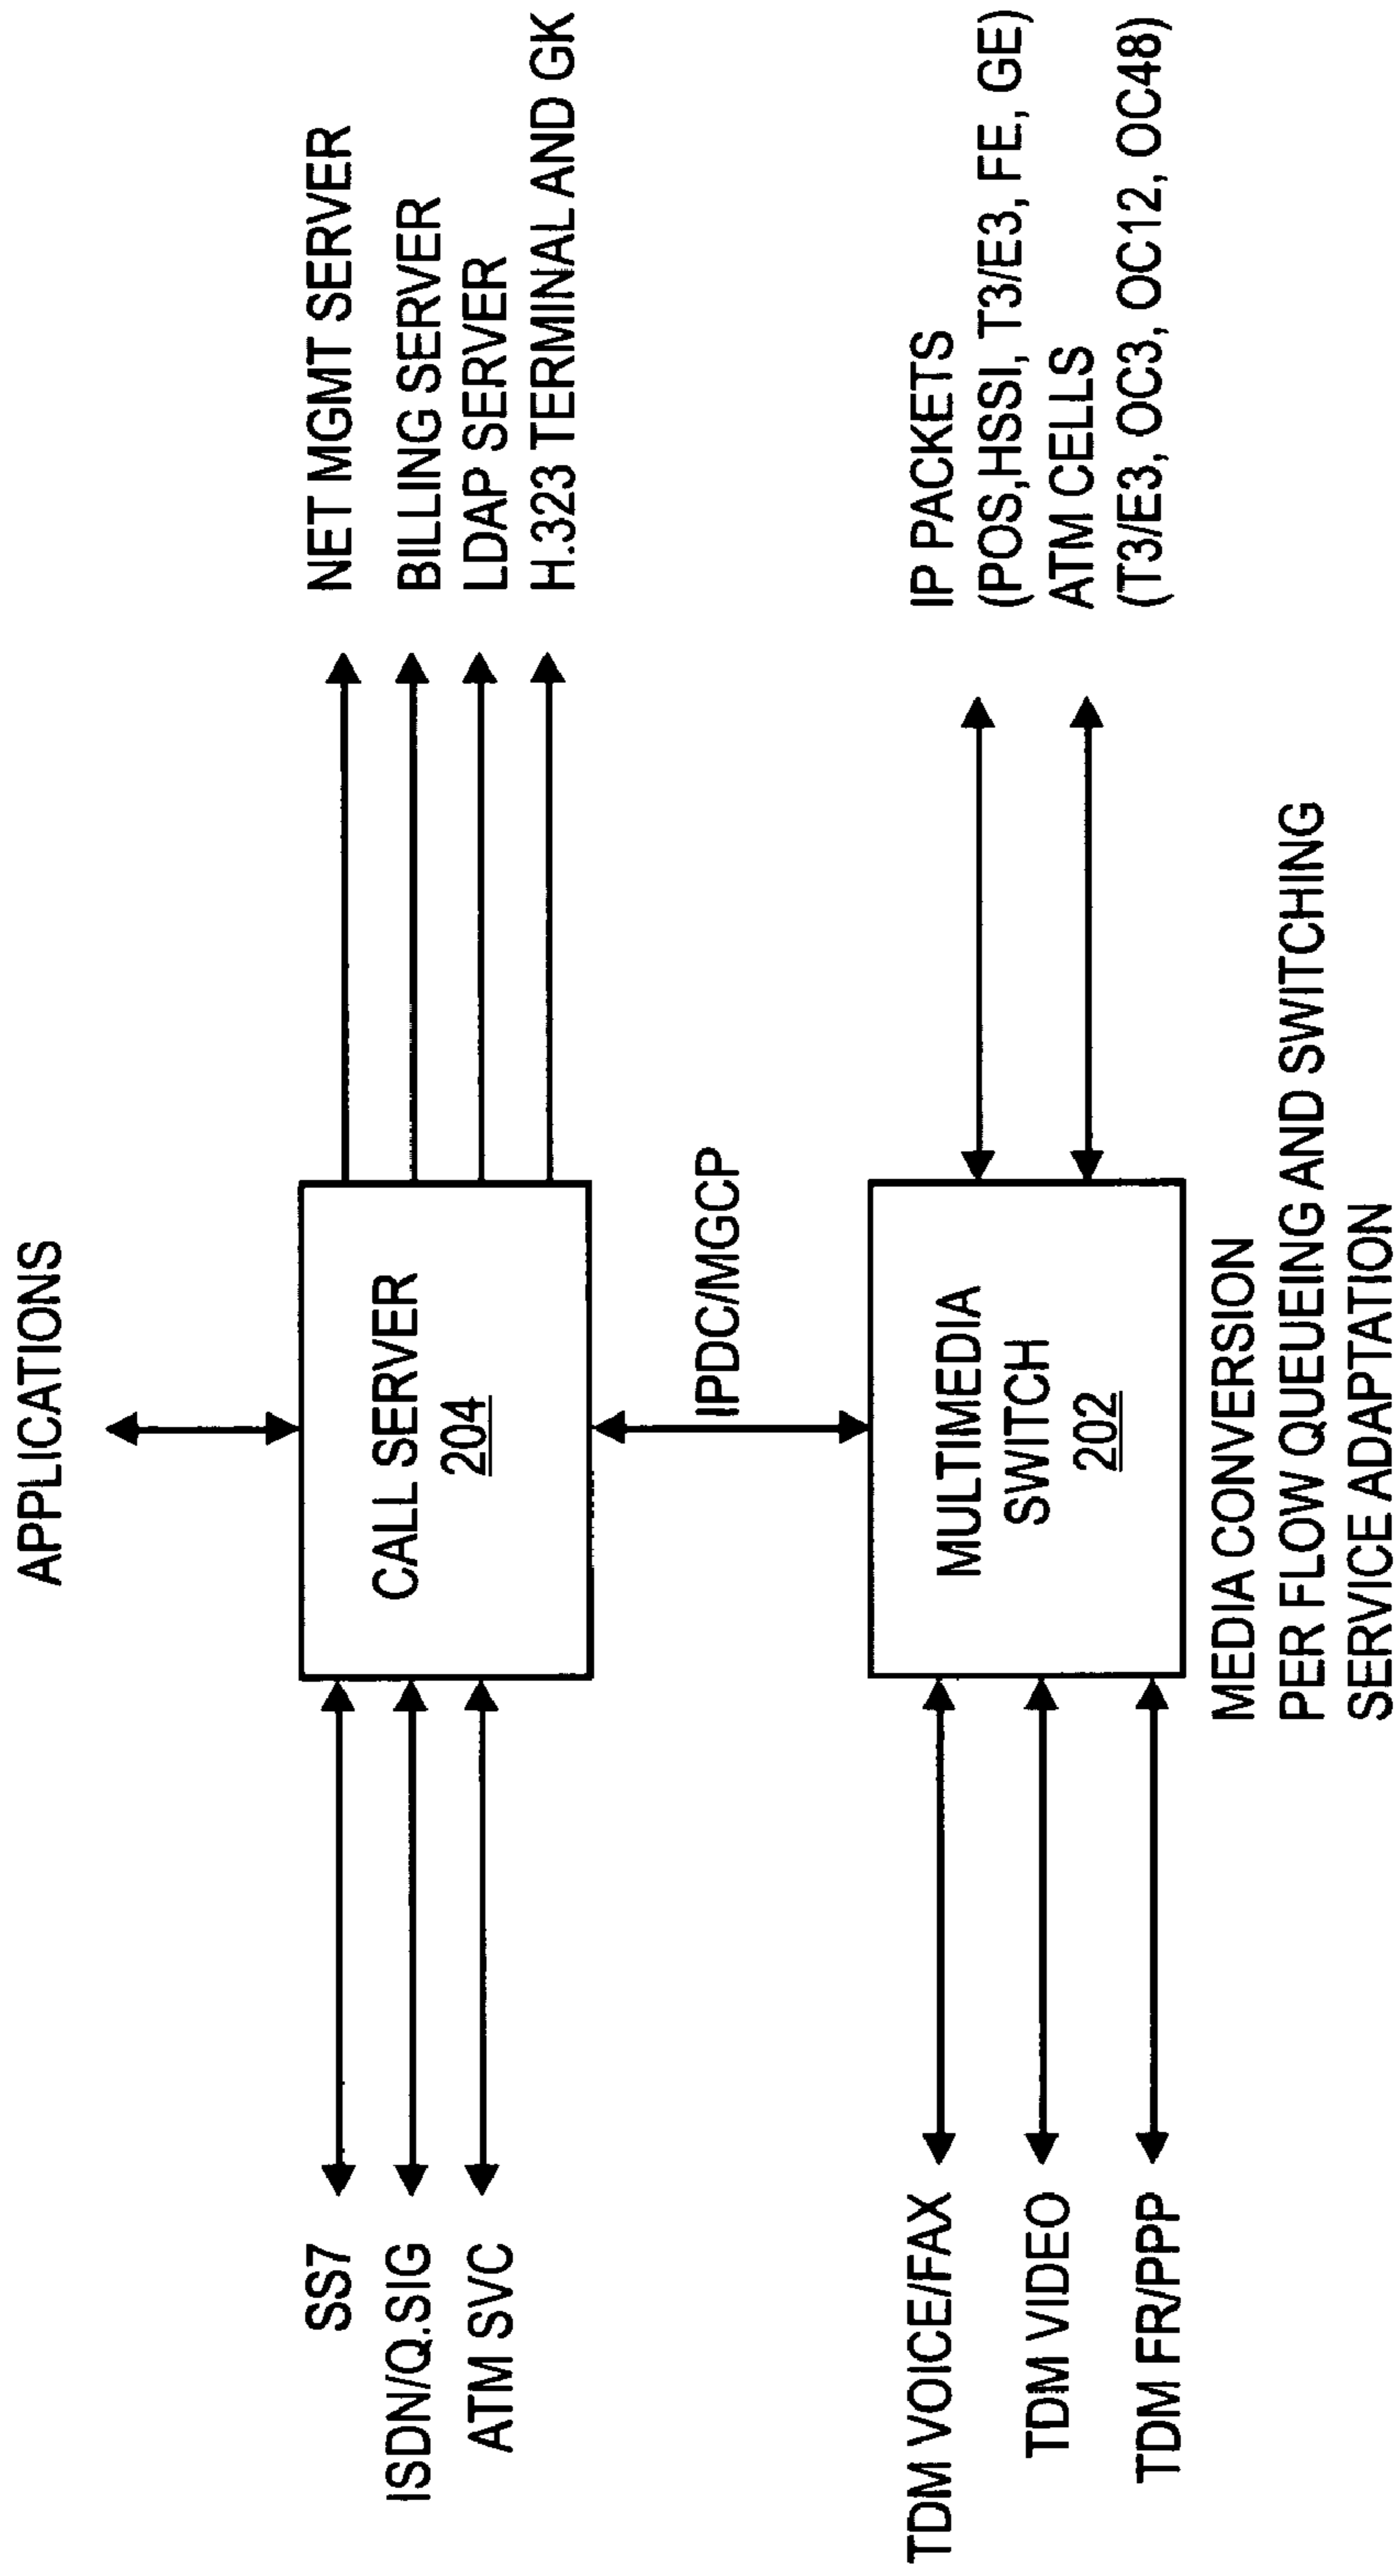 APPLICATIONS
SS7
ISDN/Q.SIG
ATM SVC
CALL SERVER
204
NET MGMT SERVER
BILLING SERVER
LDAP SERVER
H.323 TERMINAL AND GK
IPDC/MGCP
TDM VOICE/FAX
TDM VIDEO
TDM FR/PPP
MULTIMEDIA
SWITCH
202
IP PACKETS
(POS,HSSI, T3/E3, FE, GE)
ATM CELLS
(T3/E3, OC3, OC12, OC48)
MEDIA CONVERSION
PER FLOW QUEUEING AND SWITCHING
SERVICE ADAPTATION